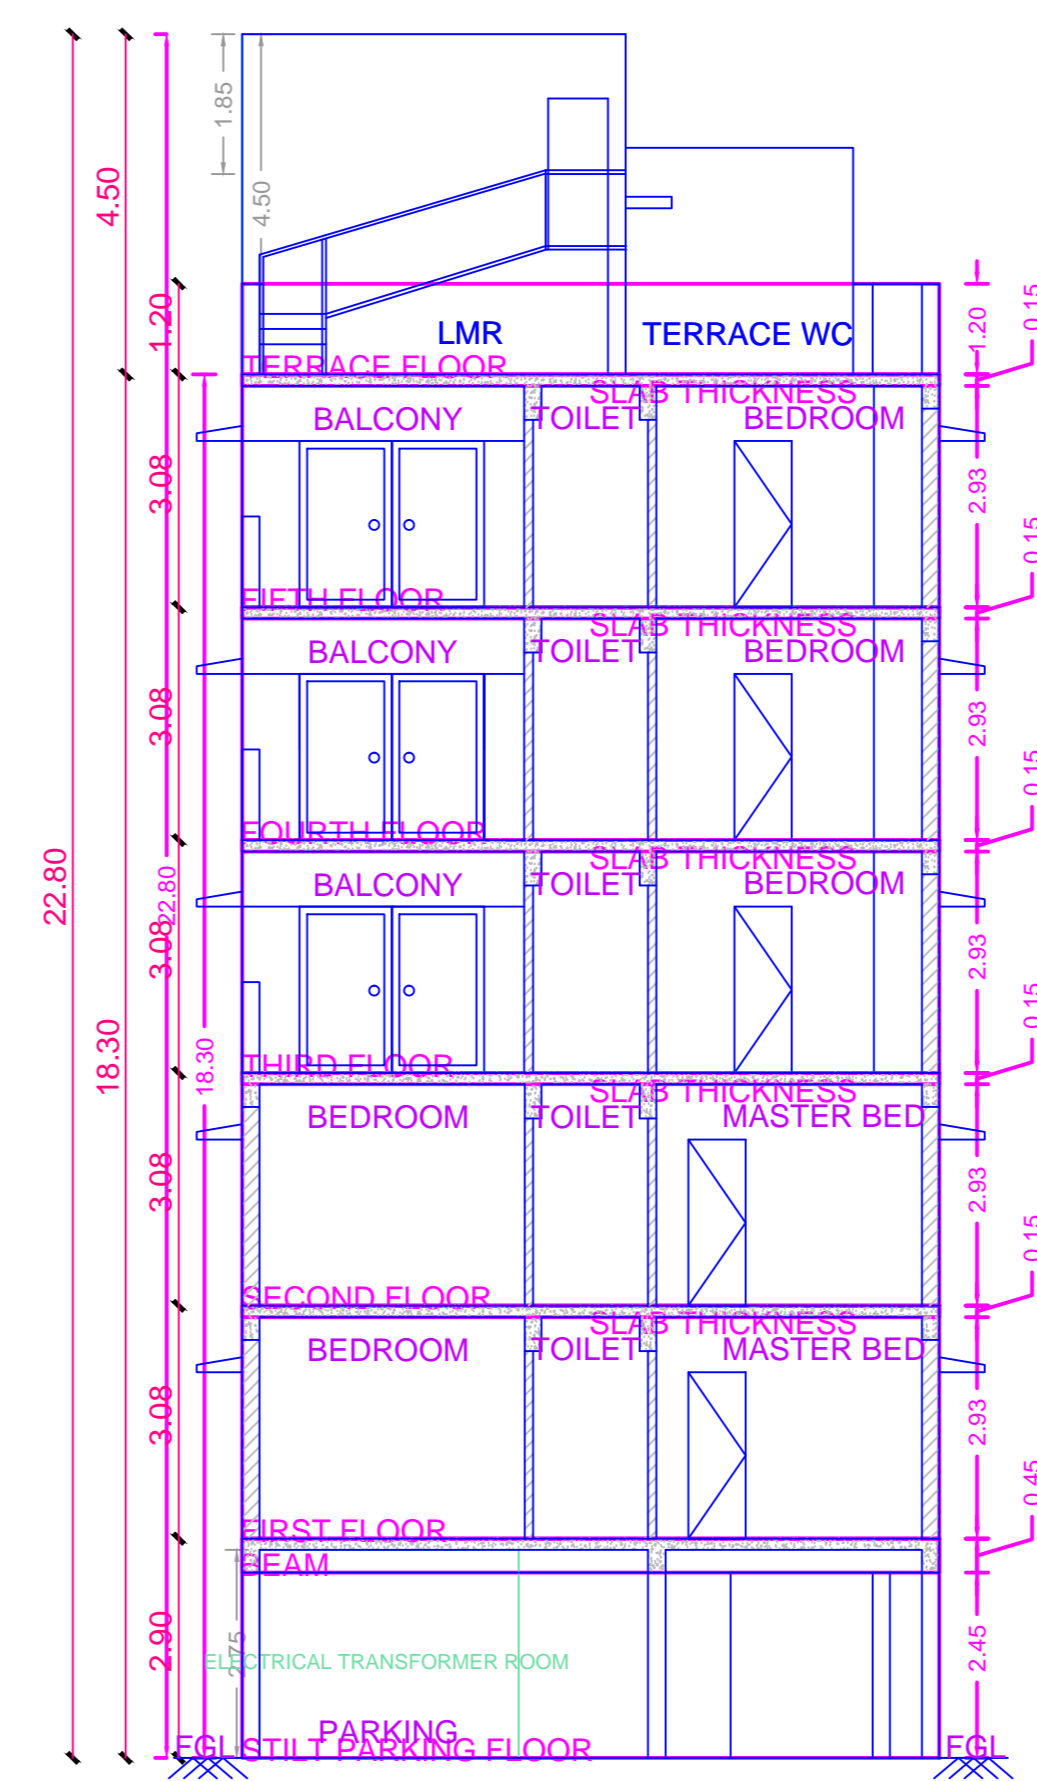 1.85
4.50
4.50
1.20
LMR
TERRACE WC
1.20
0.15
TERRACE FLOOR
SLAB THICKNESS
BALCONY
TOILET
BEDROOM
3.08
2.93
0.15
FIFTH FLOOR
SLAB THICKNESS
BALCONY
TOILET
BEDROOM
3.08
2.93
0.15
FOURTH FLOOR
SLAB THICKNESS
BALCONY
TOILET
BEDROOM
22.80
22.80
3.08
2.93
0.15
18.30
18.30
THIRD FLOOR
SLAB THICKNESS
BEDROOM
TOILET
MASTER BED
3.08
2.93
0.15
SECOND FLOOR
SLAB THICKNESS
BEDROOM
TOILET
MASTER BED
3.08
2.93
0.45
FIRST FLOOR
BEAM
2.90
2.75
2.45
ELECTRICAL TRANSFORMER ROOM
PARKING
FGL
STILT PARKING FLOOR
FGL